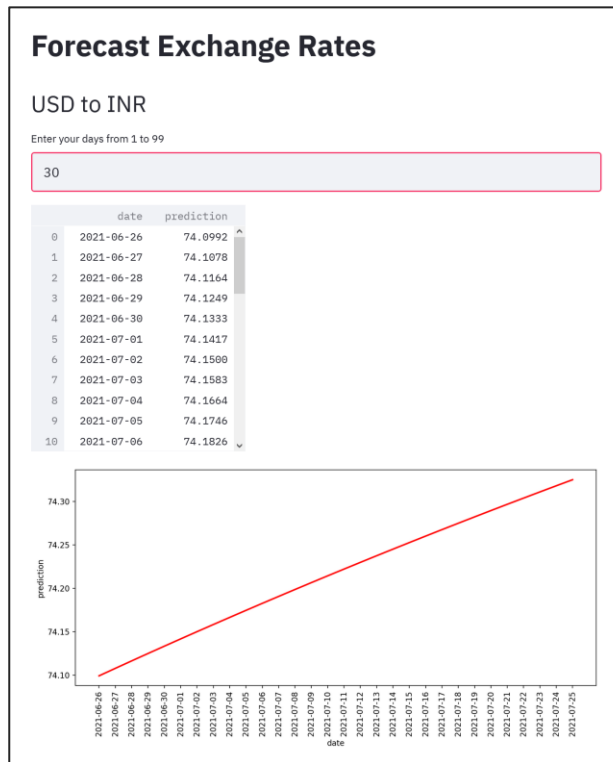 Forecast Exchange Rates
USD to INR
Enter your days from 1 to 99
30
date prediction
0 2021-06-26 74.0992
1 2021-06-27 74.1078
2 2021-06-28 74.1164
3 2021-06-29 74.1249
4 2021-06-30 74.1333
5 2021-07-01 74.1417
6 2021-07-02 74.1500
7 2021-07-03 74.1583
8 2021-07-04 74.1664
9 2021-07-05 74.1746
10 2021-07-06 74.1826
74.30
74.25
74.20
74.15
74.10
prediction
2021-06-26
2021-06-27
2021-06-28
2021-06-29
2021-06-30
2021-07-01
2021-07-02
2021-07-03
2021-07-04
2021-07-05
2021-07-06
2021-07-07
2021-07-08
2021-07-09
2021-07-10
2021-07-11
2021-07-12
2021-07-13
2021-07-14
2021-07-15
2021-07-16
2021-07-17
2021-07-18
2021-07-19
2021-07-20
2021-07-21
2021-07-22
2021-07-23
2021-07-24
2021-07-25
date